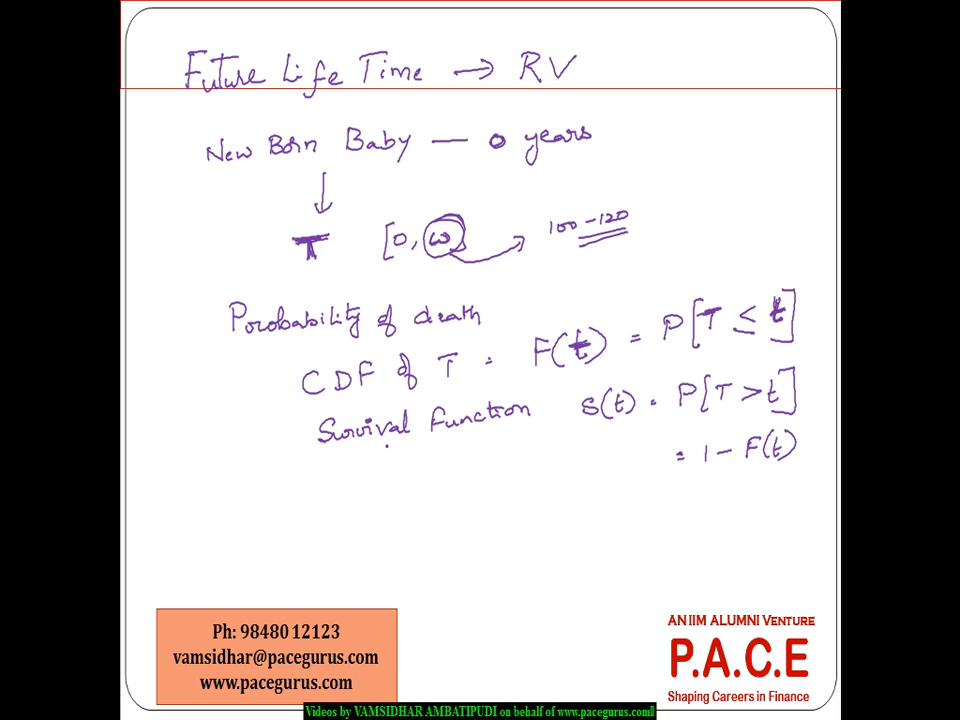 Future Life Time → RV
New Born Baby — 0 years
↓
T [0, ω) → 100-120
Probability of death
CDF of T = F(t) = P[T ≤ t]
Survival Function S(t) = P[T > t]
= 1 - F(t)
Ph: 98480 12123
vamsidhar@pacegurus.com
www.pacegurus.com
AN IIM ALUMNI VENTURE
P.A.C.E
Shaping Careers in Finance
Videos by VAMSIDHAR AMBATIPUDI on behalf of www.pacegurus.com